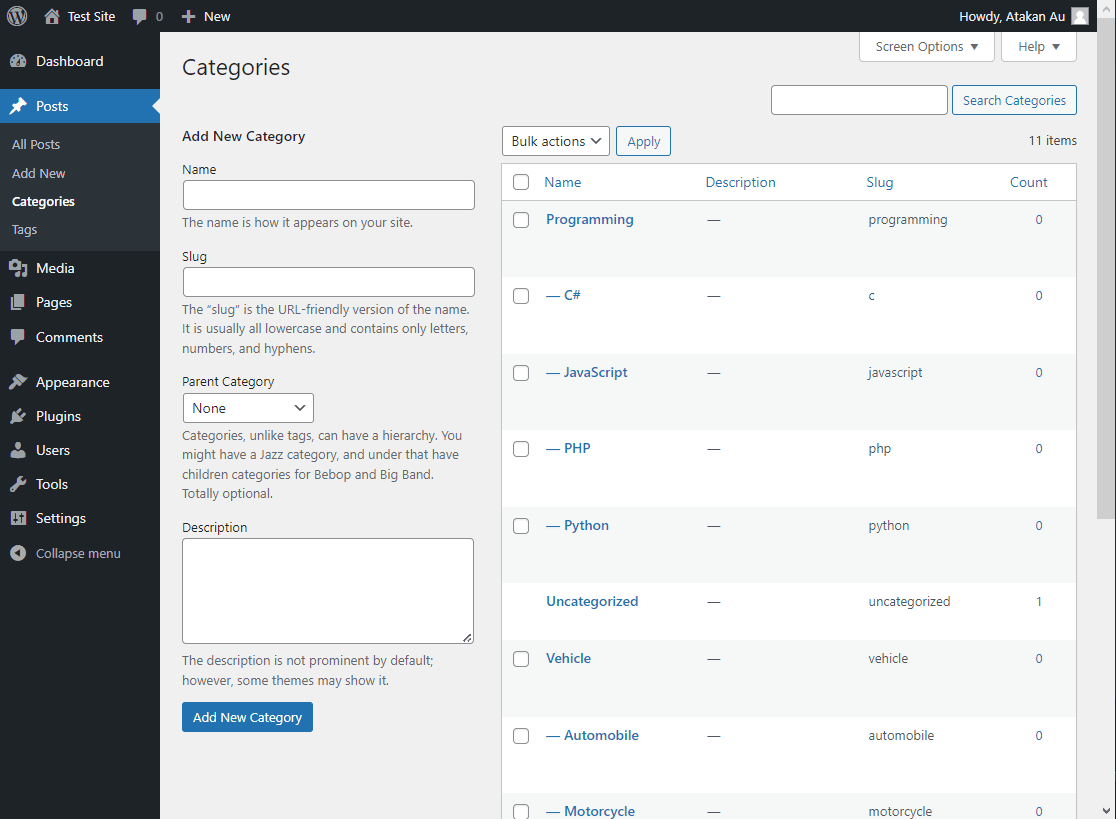 Test Site 0 New Howdy, Atakan Au
Dashboard
Posts
All Posts
Add New
Categories
Tags
Media
Pages
Comments
Appearance
Plugins
Users
Tools
Settings
Collapse menu
Screen Options Help
Categories
Search Categories
Add New Category
Name
The name is how it appears on your site.
Slug
The “slug” is the URL-friendly version of the name.
It is usually all lowercase and contains only letters,
numbers, and hyphens.
Parent Category
None
Categories, unlike tags, can have a hierarchy. You
might have a Jazz category, and under that have
children categories for Bebop and Big Band.
Totally optional.
Description
The description is not prominent by default;
however, some themes may show it.
Add New Category
Bulk actions Apply 11 items
Name Description Slug Count
Programming — programming 0
— C# — c 0
— JavaScript — javascript 0
— PHP — php 0
— Python — python 0
Uncategorized — uncategorized 1
Vehicle — vehicle 0
— Automobile — automobile 0
— Motorcycle — motorcycle 0